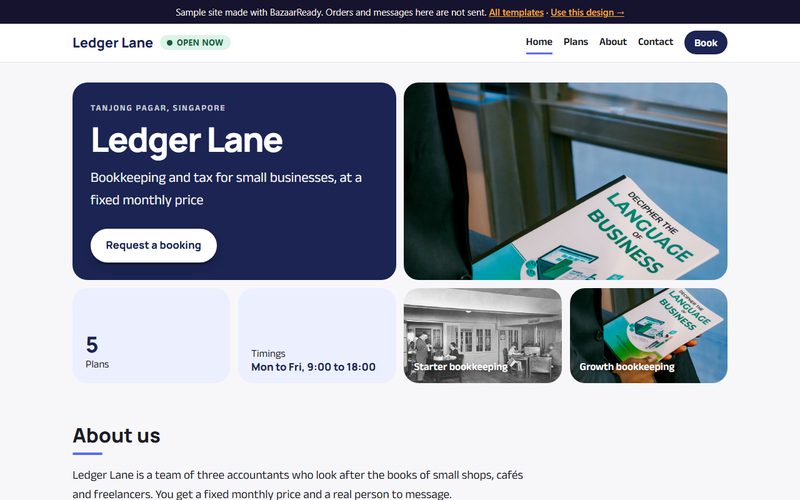 Sample site made with BazaarReady. Orders and messages here are not sent. All templates · Use this design →
Ledger Lane
OPEN NOW
Home
Plans
About
Contact
Book
TANJONG PAGAR, SINGAPORE
Ledger Lane
Bookkeeping and tax for small businesses, at a
fixed monthly price
Request a booking
DECIPHER THE
LANGUAGE
OF
BUSINESS
5
Plans
Timings
Mon to Fri, 9:00 to 18:00
Starter bookkeeping
DECIPHER THE
LANGUAGE
OF
BUSINESS
Growth bookkeeping
About us
Ledger Lane is a team of three accountants who look after the books of small shops, cafés
and freelancers. You get a fixed monthly price and a real person to message.